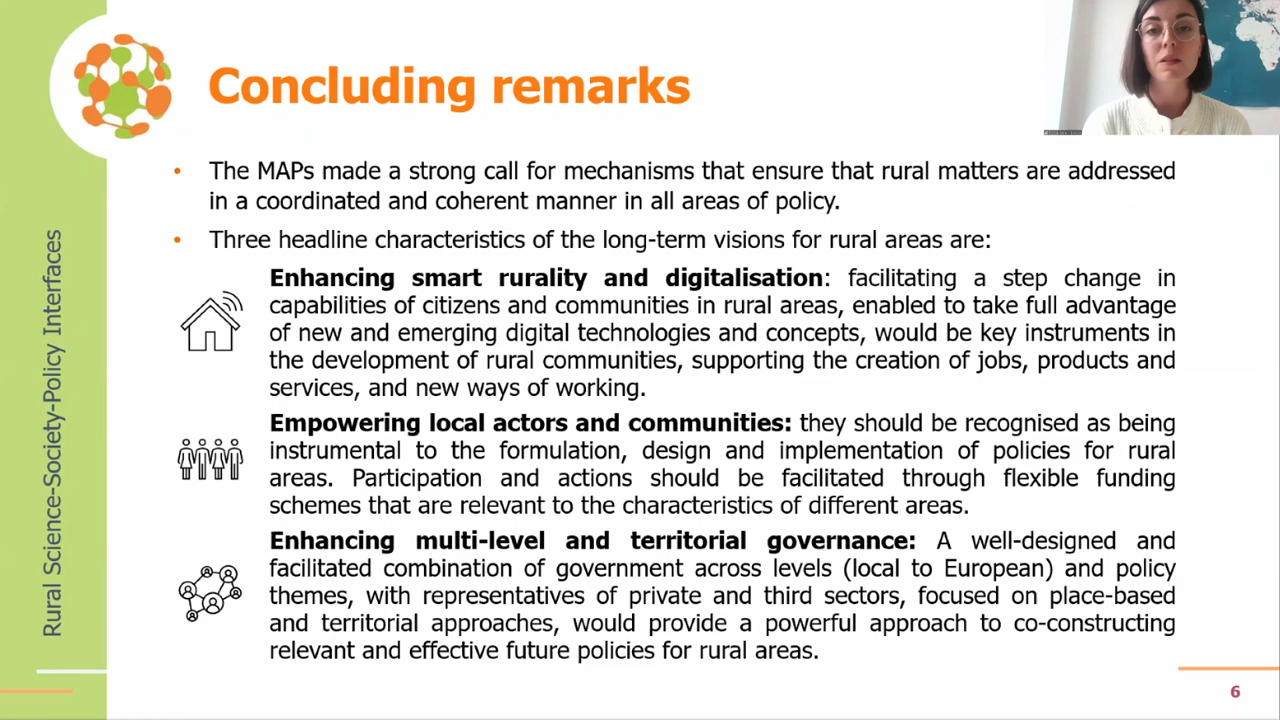 Concluding remarks
• The MAPs made a strong call for mechanisms that ensure that rural matters are addressed
in a coordinated and coherent manner in all areas of policy.
• Three headline characteristics of the long-term visions for rural areas are:
Enhancing smart rurality and digitalisation: facilitating a step change in
capabilities of citizens and communities in rural areas, enabled to take full advantage
of new and emerging digital technologies and concepts, would be key instruments in
the development of rural communities, supporting the creation of jobs, products and
services, and new ways of working.
Empowering local actors and communities: they should be recognised as being
instrumental to the formulation, design and implementation of policies for rural
areas. Participation and actions should be facilitated through flexible funding
schemes that are relevant to the characteristics of different areas.
Enhancing multi-level and territorial governance: A well-designed and
facilitated combination of government across levels (local to European) and policy
themes, with representatives of private and third sectors, focused on place-based
and territorial approaches, would provide a powerful approach to co-constructing
relevant and effective future policies for rural areas.
Rural Science-Society-Policy Interfaces
6